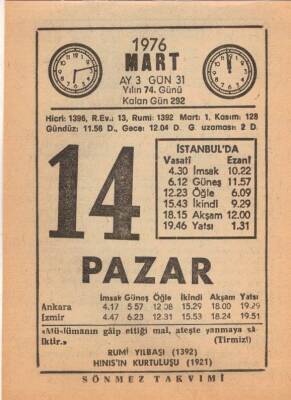 1976
MART
AY 3 GÜN 31
Yılın 74. Günü
Kalan Gün 292
Hicri: 1396, R.Ev.: 13, Rumi: 1392 Mart: 1, Kasım: 128
Gündüz: 11.56 D., Gece: 12.04 D. G. uzaması: 2 D.
14
İSTANBUL'DA
Vasatî Ezanî
4.30 İmsak 10.22
6.12 Güneş 11.57
12.23 Öğle 6.09
15.43 İkindi 9.29
18.15 Akşam 12.00
19.46 Yatsı 1.31
PAZAR
İmsak Güneş Öğle İkindi Akşam Yatsı
Ankara 4.17 5 57 12.08 15.29 18.00 19.29
İzmir 4.47 6.23 12.31 15.53 18.24 19.51
«Müslümanın gâip ettiği mal, ateşte yanmaya sâ
iktir.» (Tirmizî)
RUMİ YILBAŞI (1392)
HINIS'IN KURTULUŞU (1921)
SÖNMEZ TAKVİMİ